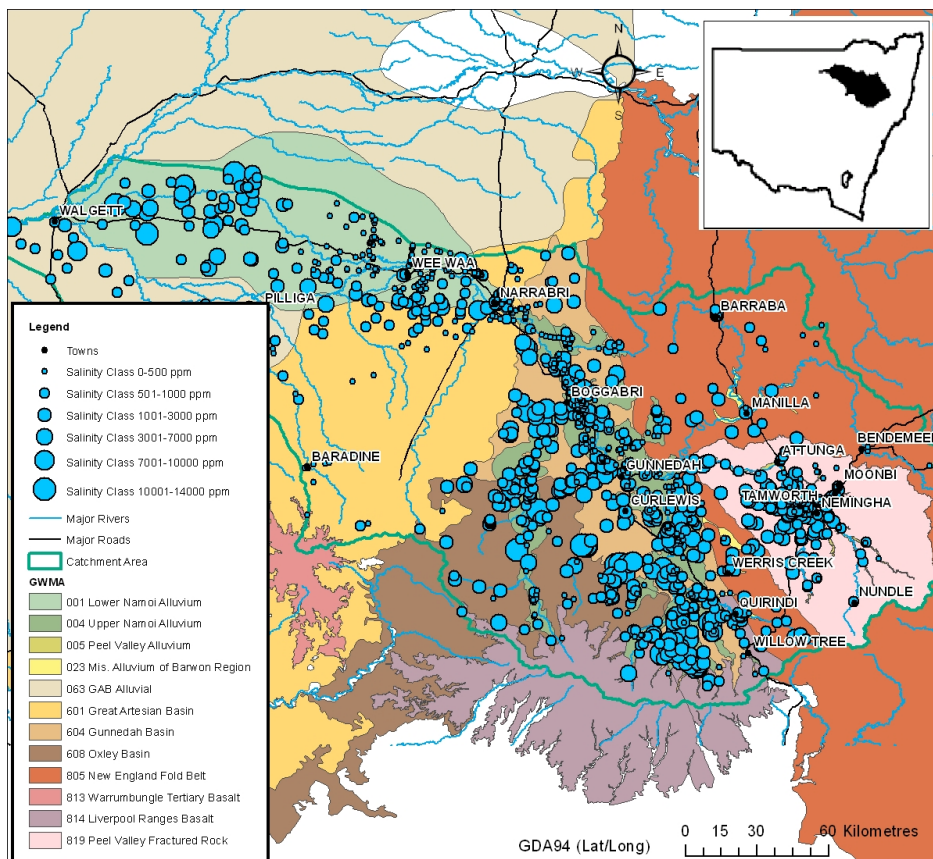 N
W
E
S
WALGETT
WEE WAA
PILLIGA
NARRABRI
BARRABA
BOGGABRI
MANILLA
BARADINE
ATTUNGA
BENDEMEER
GUNNEDAH
MOONBI
CURLEWIS
TAMWORTH
NEMINGHA
WERRIS CREEK
QUIRINDI
NUNDLE
WILLOW TREE
Legend
Towns
Salinity Class 0-500 ppm
Salinity Class 501-1000 ppm
Salinity Class 1001-3000 ppm
Salinity Class 3001-7000 ppm
Salinity Class 7001-10000 ppm
Salinity Class 10001-14000 ppm
Major Rivers
Major Roads
Catchment Area
GWMA
001 Lower Namoi Alluvium
004 Upper Namoi Alluvium
005 Peel Valley Alluvium
023 Mis. Alluvium of Barwon Region
063 GAB Alluvial
601 Great Artesian Basin
604 Gunnedah Basin
608 Oxley Basin
805 New England Fold Belt
813 Warrumbungle Tertiary Basalt
814 Liverpool Ranges Basalt
819 Peel Valley Fractured Rock
GDA94 (Lat/Long)
0 15 30 60 Kilometres